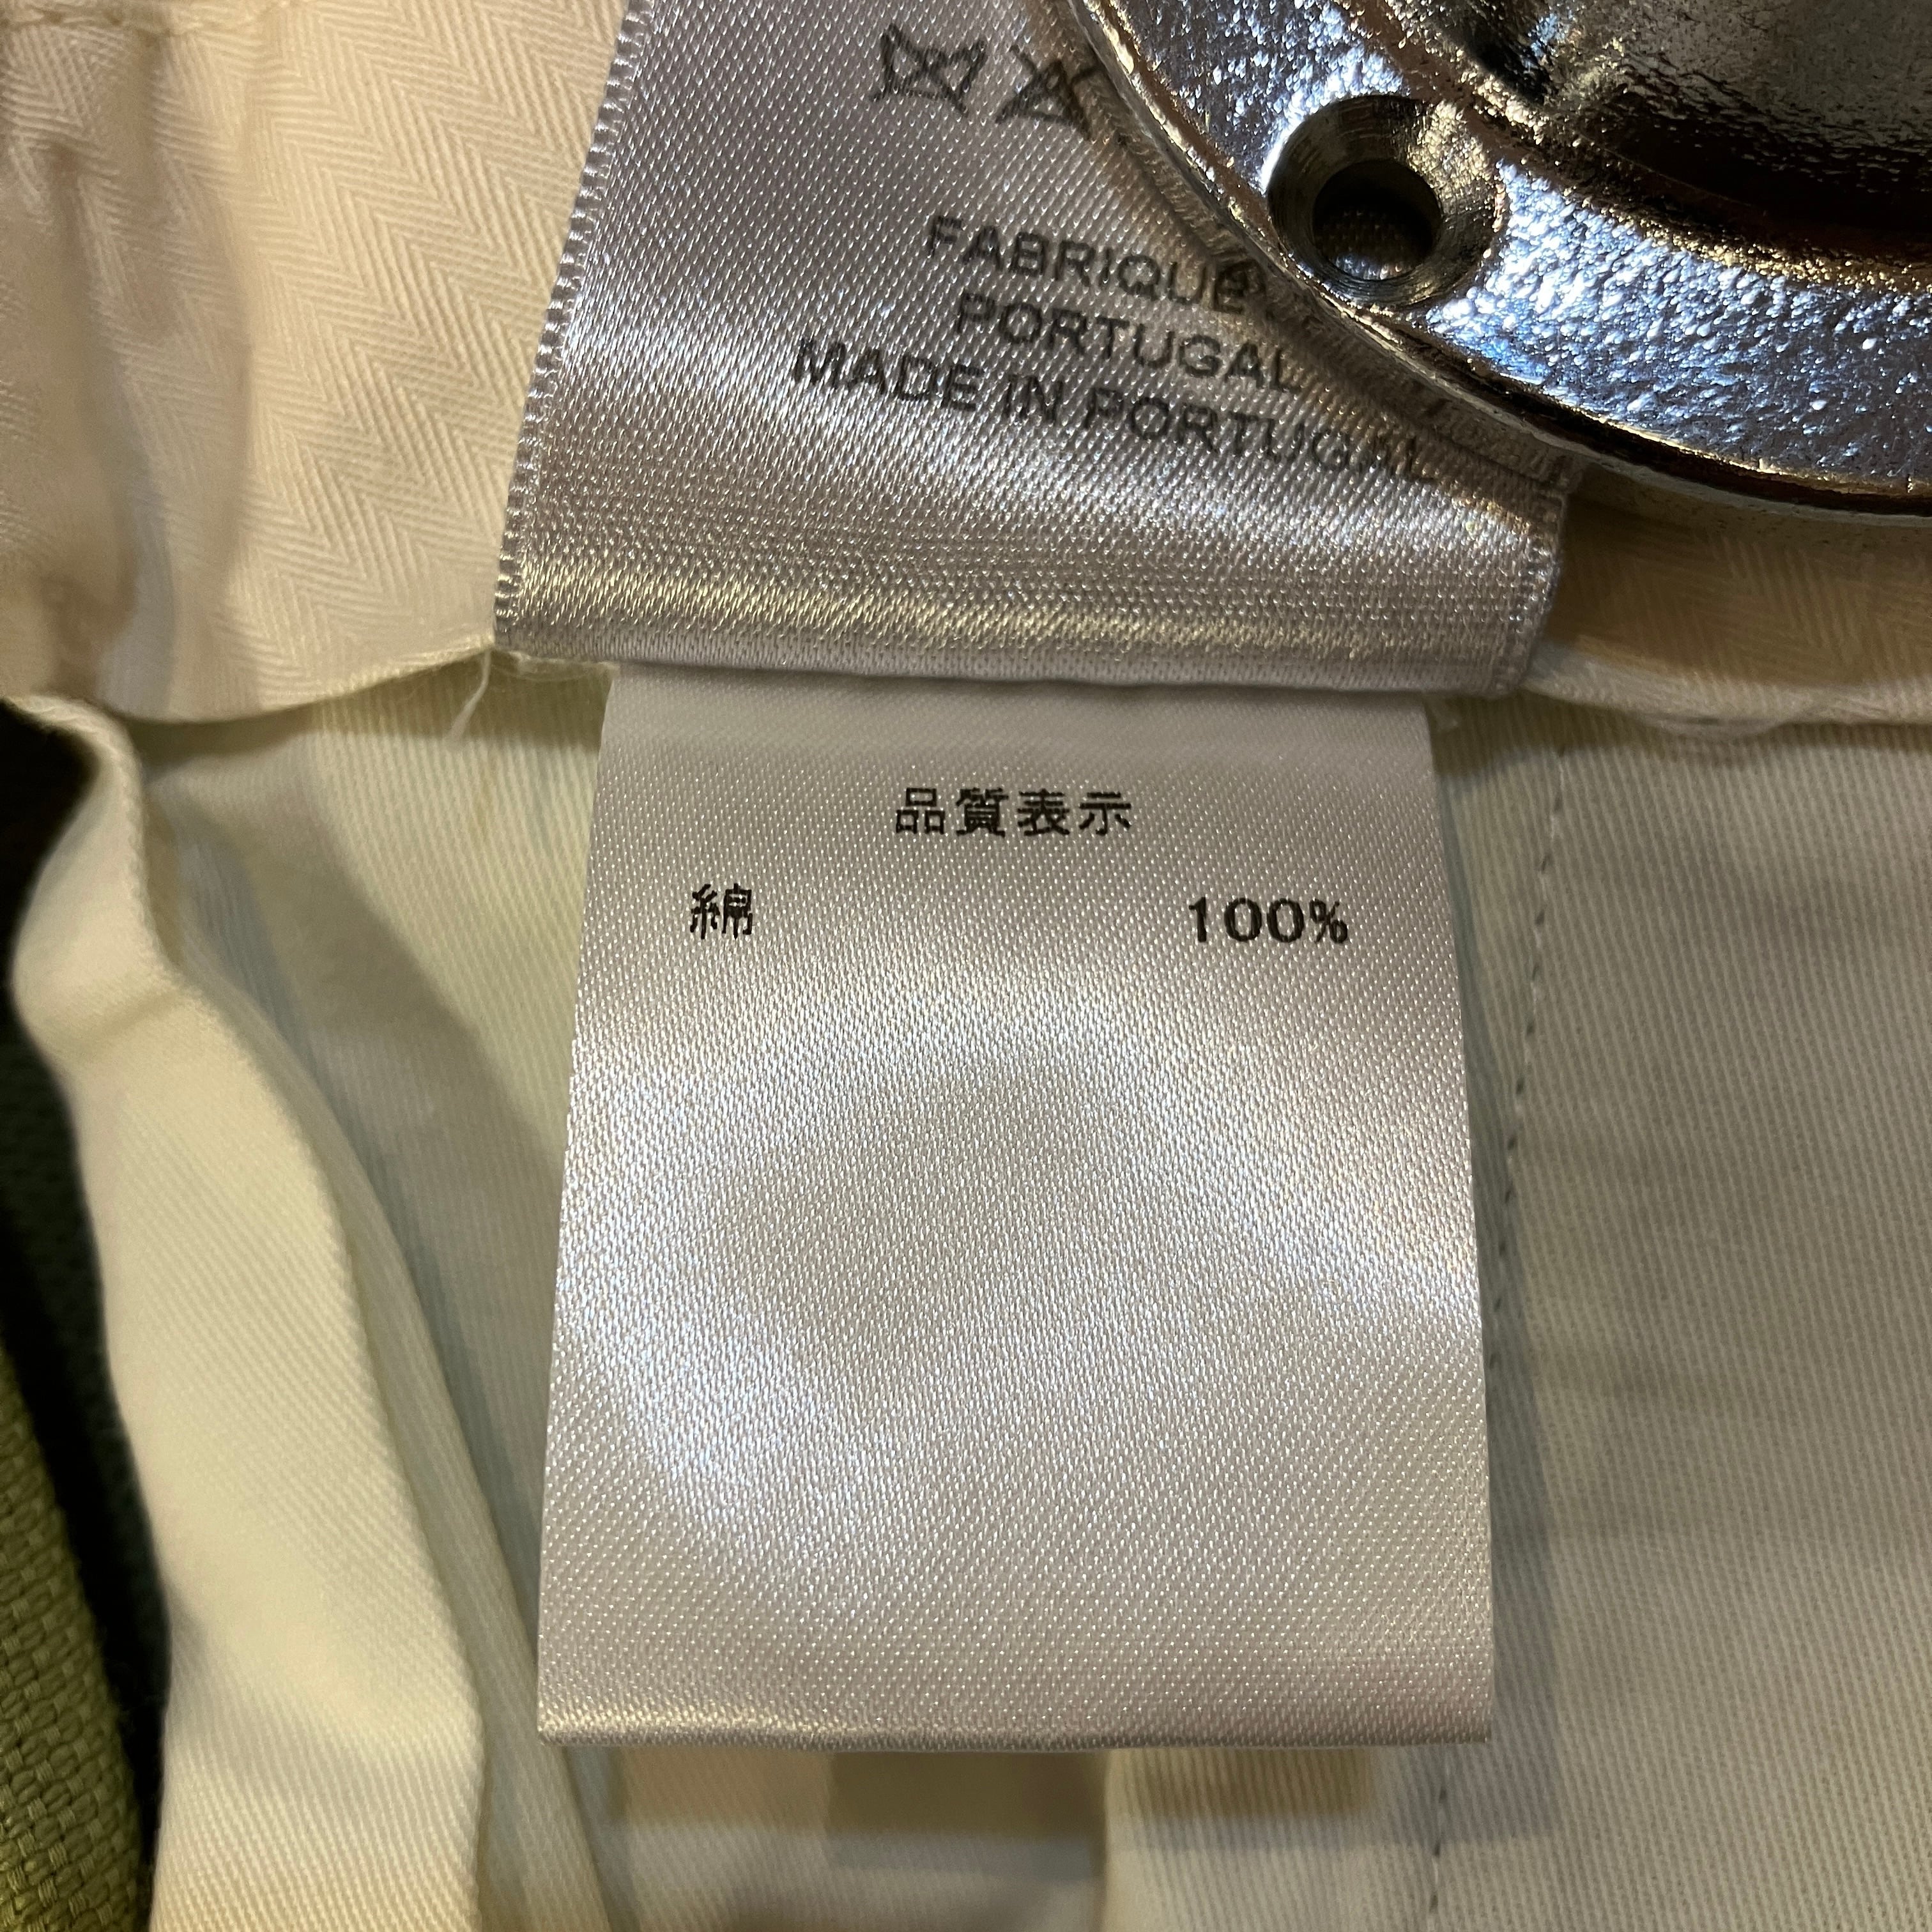 FABRIQUE
PORTUGAL
MADE IN PORTUGAL
品質表示
綿 100%